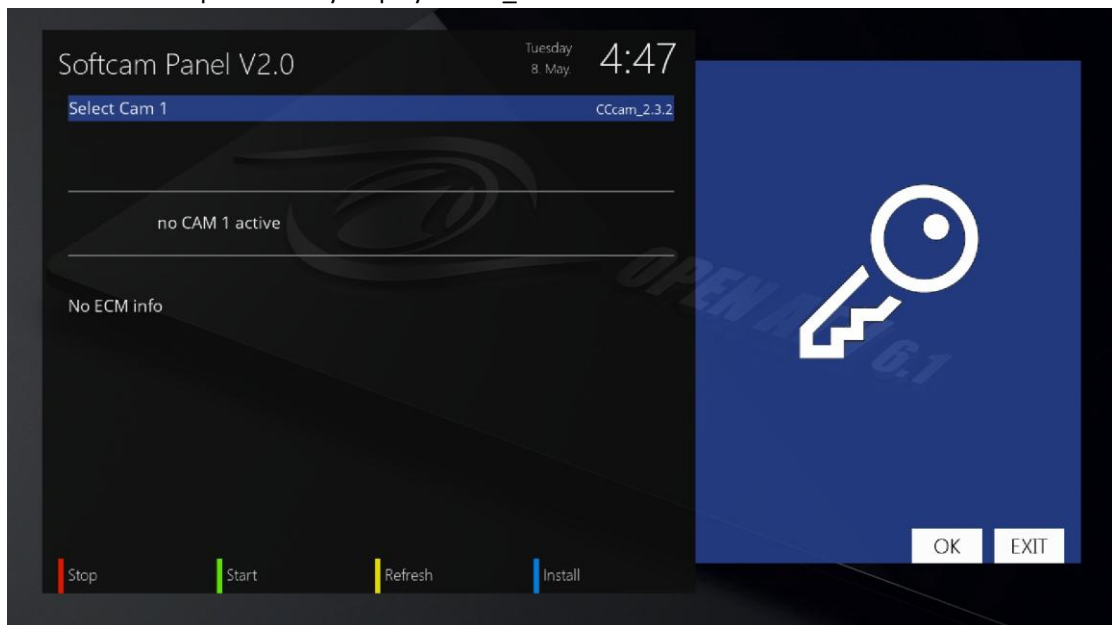 Softcam Panel V2.0
Tuesday
8. May.
4:47
Select Cam 1 CCcam_2.3.2
no CAM 1 active
No ECM info
OPEN ATV 6.1
Stop Start Refresh Install
OK EXIT